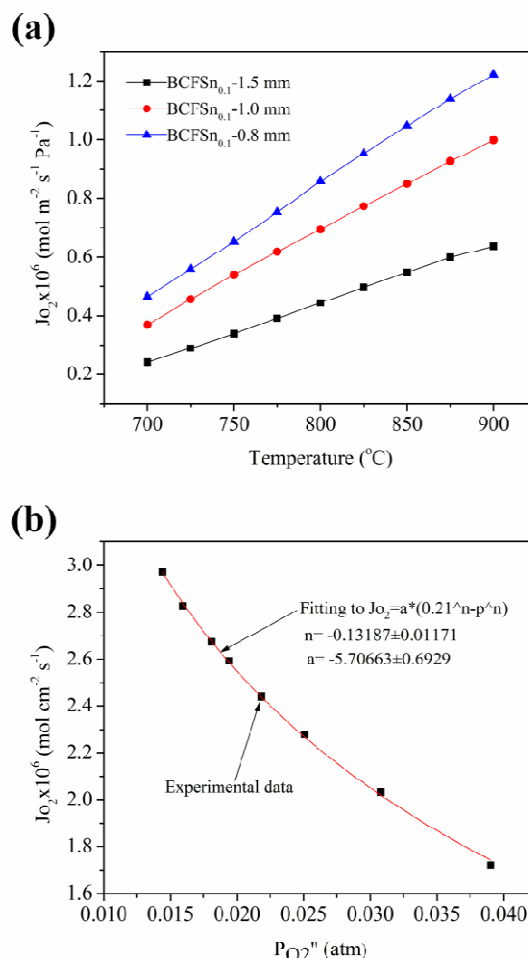 (a)
BCFSn0.1-1.5 mm
BCFSn0.1-1.0 mm
BCFSn0.1-0.8 mm
Jo2x10^6 (mol m^-2 s^-1 Pa^-1)
1.2
1.0
0.8
0.6
0.4
0.2
700 750 800 850 900
Temperature (°C)
(b)
Jo2x10^6 (mol cm^-2 s^-1)
3.0
2.8
2.6
2.4
2.2
2.0
1.8
1.6
Fitting to Jo2=a*(0.21^n-p^n)
n= -0.13187±0.01171
a= -5.70663±0.6929
Experimental data
0.010 0.015 0.020 0.025 0.030 0.035 0.040
PO2" (atm)